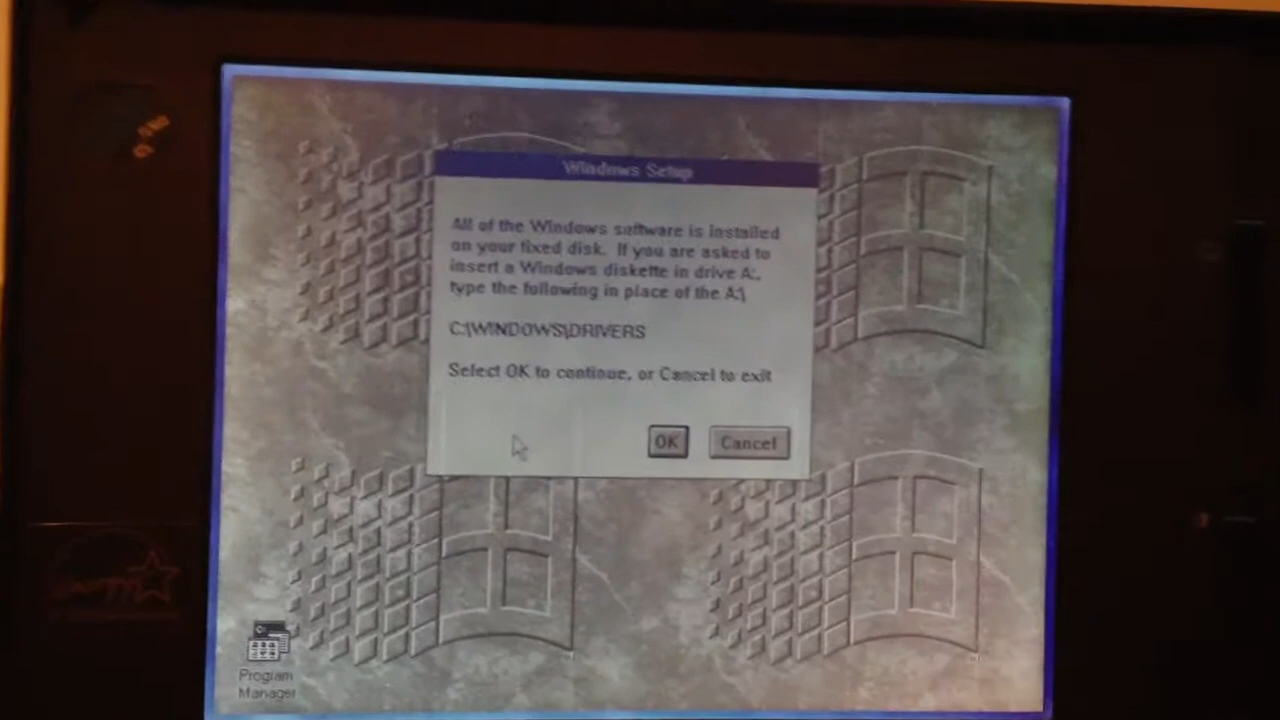 Windows Setup
All of the Windows software is installed
on your fixed disk. If you are asked to
insert a Windows diskette in drive A:,
type the following in place of the A:\
C:\WINDOWS\DRIVERS
Select OK to continue, or Cancel to exit
OK
Cancel
Program
Manager